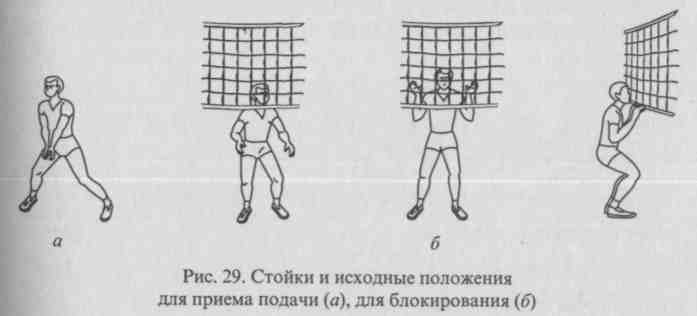 а
б
Рис. 29. Стойки и исходные положения
для приема подачи (а), для блокирования (б)